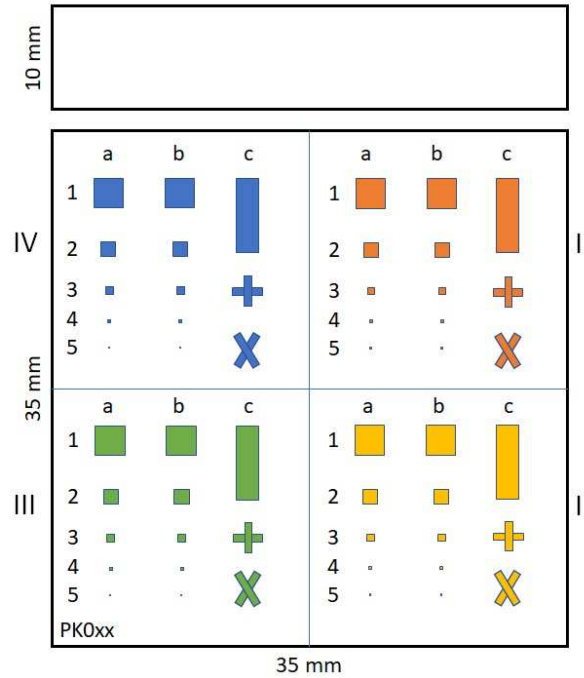 10 mm
a b c a b c
1 1
IV 2 2 I
3 3
4 4
5 5
35 mm
a b c a b c
1 1
III 2 2 I
3 3
4 4
5 5
PK0xx
35 mm